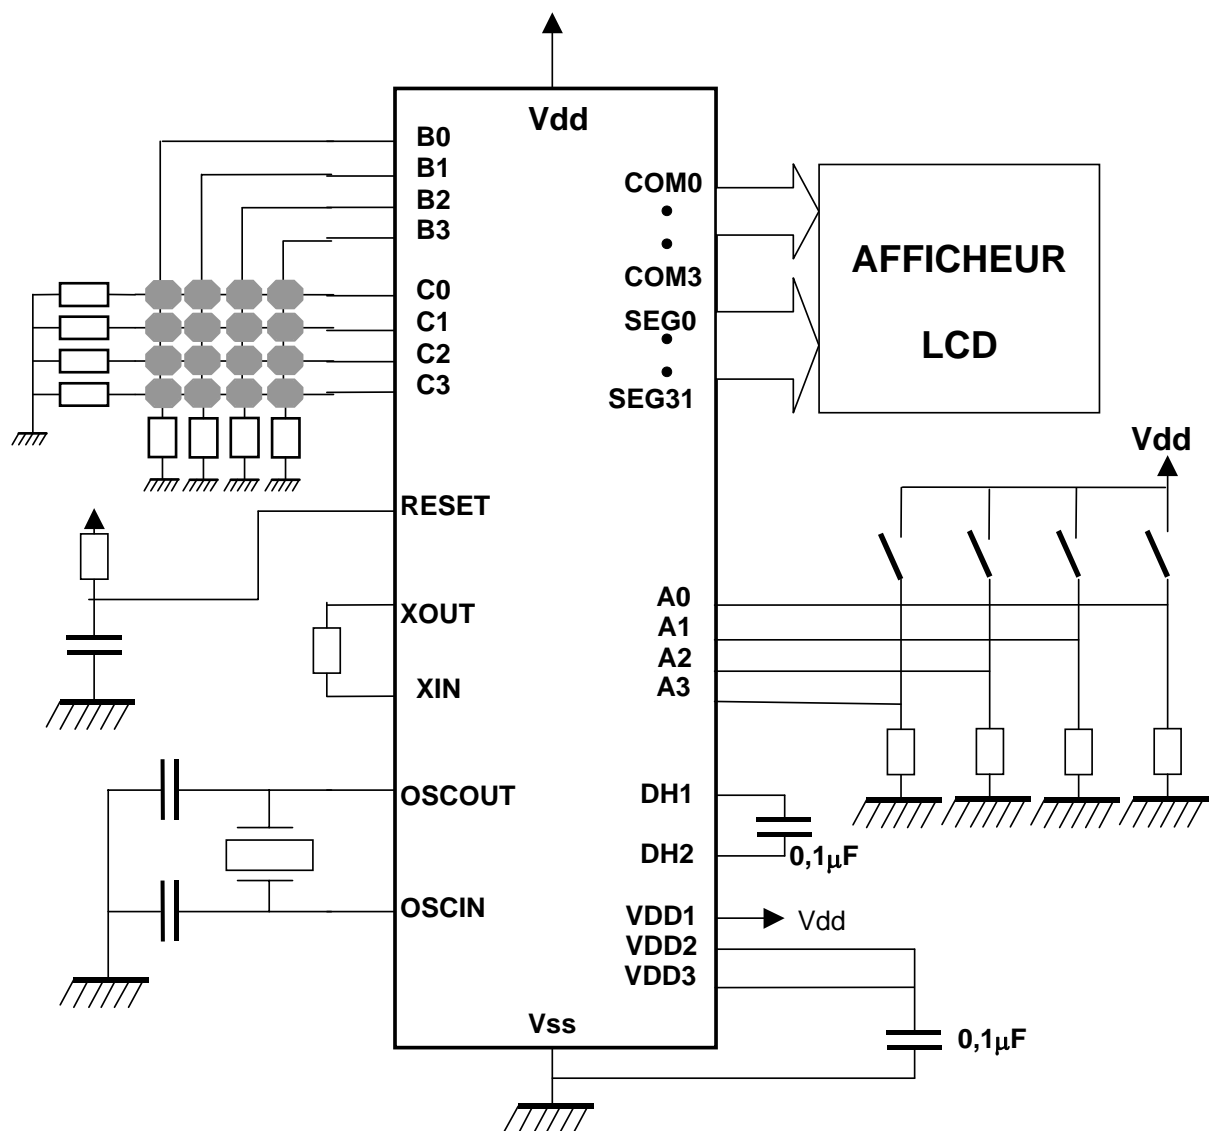 Vdd
B0
B1
B2
B3
C0
C1
C2
C3
RESET
XOUT
XIN
OSCOUT
OSCIN
COM0
COM3
SEG0
SEG31
AFFICHEUR
LCD
Vdd
A0
A1
A2
A3
DH1
DH2
0,1µF
VDD1
Vdd
VDD2
VDD3
Vss
0,1µF